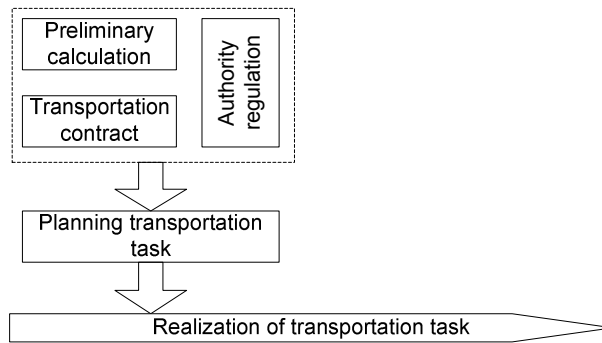 Preliminary
calculation
Transportation
contract
Authority
regulation
Planning transportation
task
Realization of transportation task